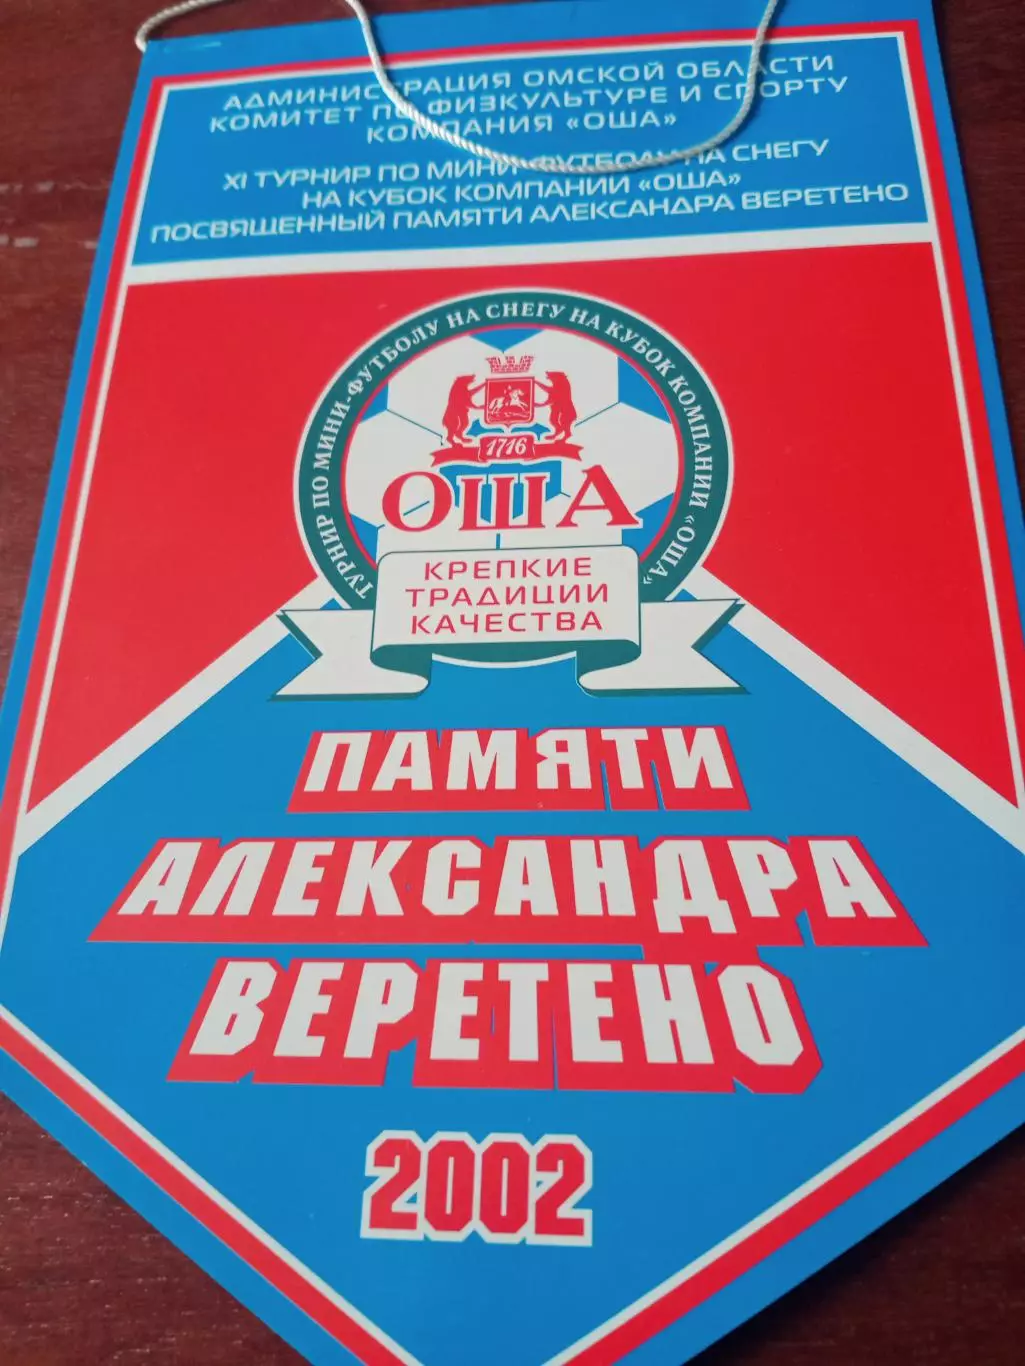 АДМИНИСТРАЦИЯ ОМСКОЙ ОБЛАСТИ
КОМИТЕТ ПО ФИЗКУЛЬТУРЕ И СПОРТУ
КОМПАНИЯ «ОША»
XI ТУРНИР ПО МИНИ-ФУТБОЛУ НА СНЕГУ
НА КУБОК КОМПАНИИ «ОША»
ПОСВЯЩЕННЫЙ ПАМЯТИ АЛЕКСАНДРА ВЕРЕТЕНО
ТУРНИР ПО МИНИ-ФУТБОЛУ НА СНЕГУ НА КУБОК КОМПАНИИ «ОША»
1716
ОША
КРЕПКИЕ
ТРАДИЦИИ
КАЧЕСТВА
ПАМЯТИ
АЛЕКСАНДРА
ВЕРЕТЕНО
2002